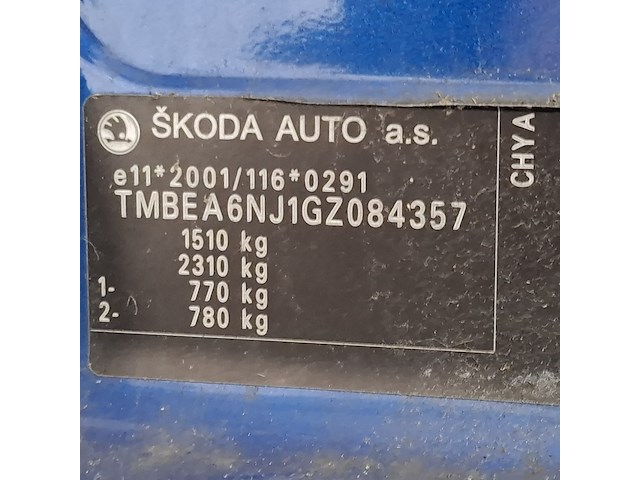 ŠKODA AUTO a.s.
e11*2001/116*0291
TMBEA6NJ1GZ084357
1510 kg
2310 kg
1- 770 kg
2- 780 kg
CHYA